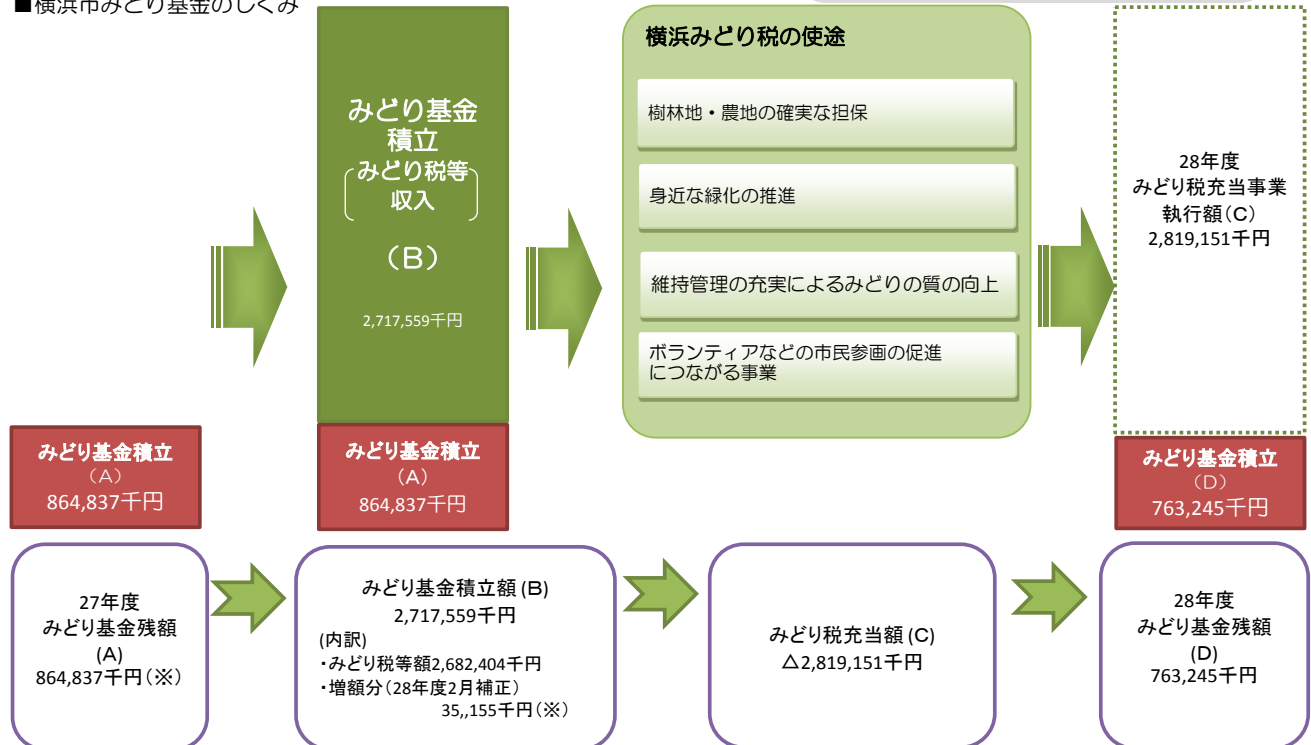 ■横浜市みどり基金のしくみ
みどり基金
積立
みどり税等
収入
(B)
2,717,559千円
横浜みどり税の使途
樹林地・農地の確実な担保
身近な緑化の推進
維持管理の充実によるみどりの質の向上
ボランティアなどの市民参画の促進
につながる事業
28年度
みどり税充当事業
執行額(C)
2,819,151千円
みどり基金積立
(A)
864,837千円
みどり基金積立
(A)
864,837千円
みどり基金積立
(D)
763,245千円
27年度
みどり基金残額
(A)
864,837千円(※)
みどり基金積立額(B)
2,717,559千円
(内訳)
・みどり税等額2,682,404千円
・増額分(28年度2月補正)
35,,155千円(※)
みどり税充当額(C)
△2,819,151千円
28年度
みどり基金残額
(D)
763,245千円